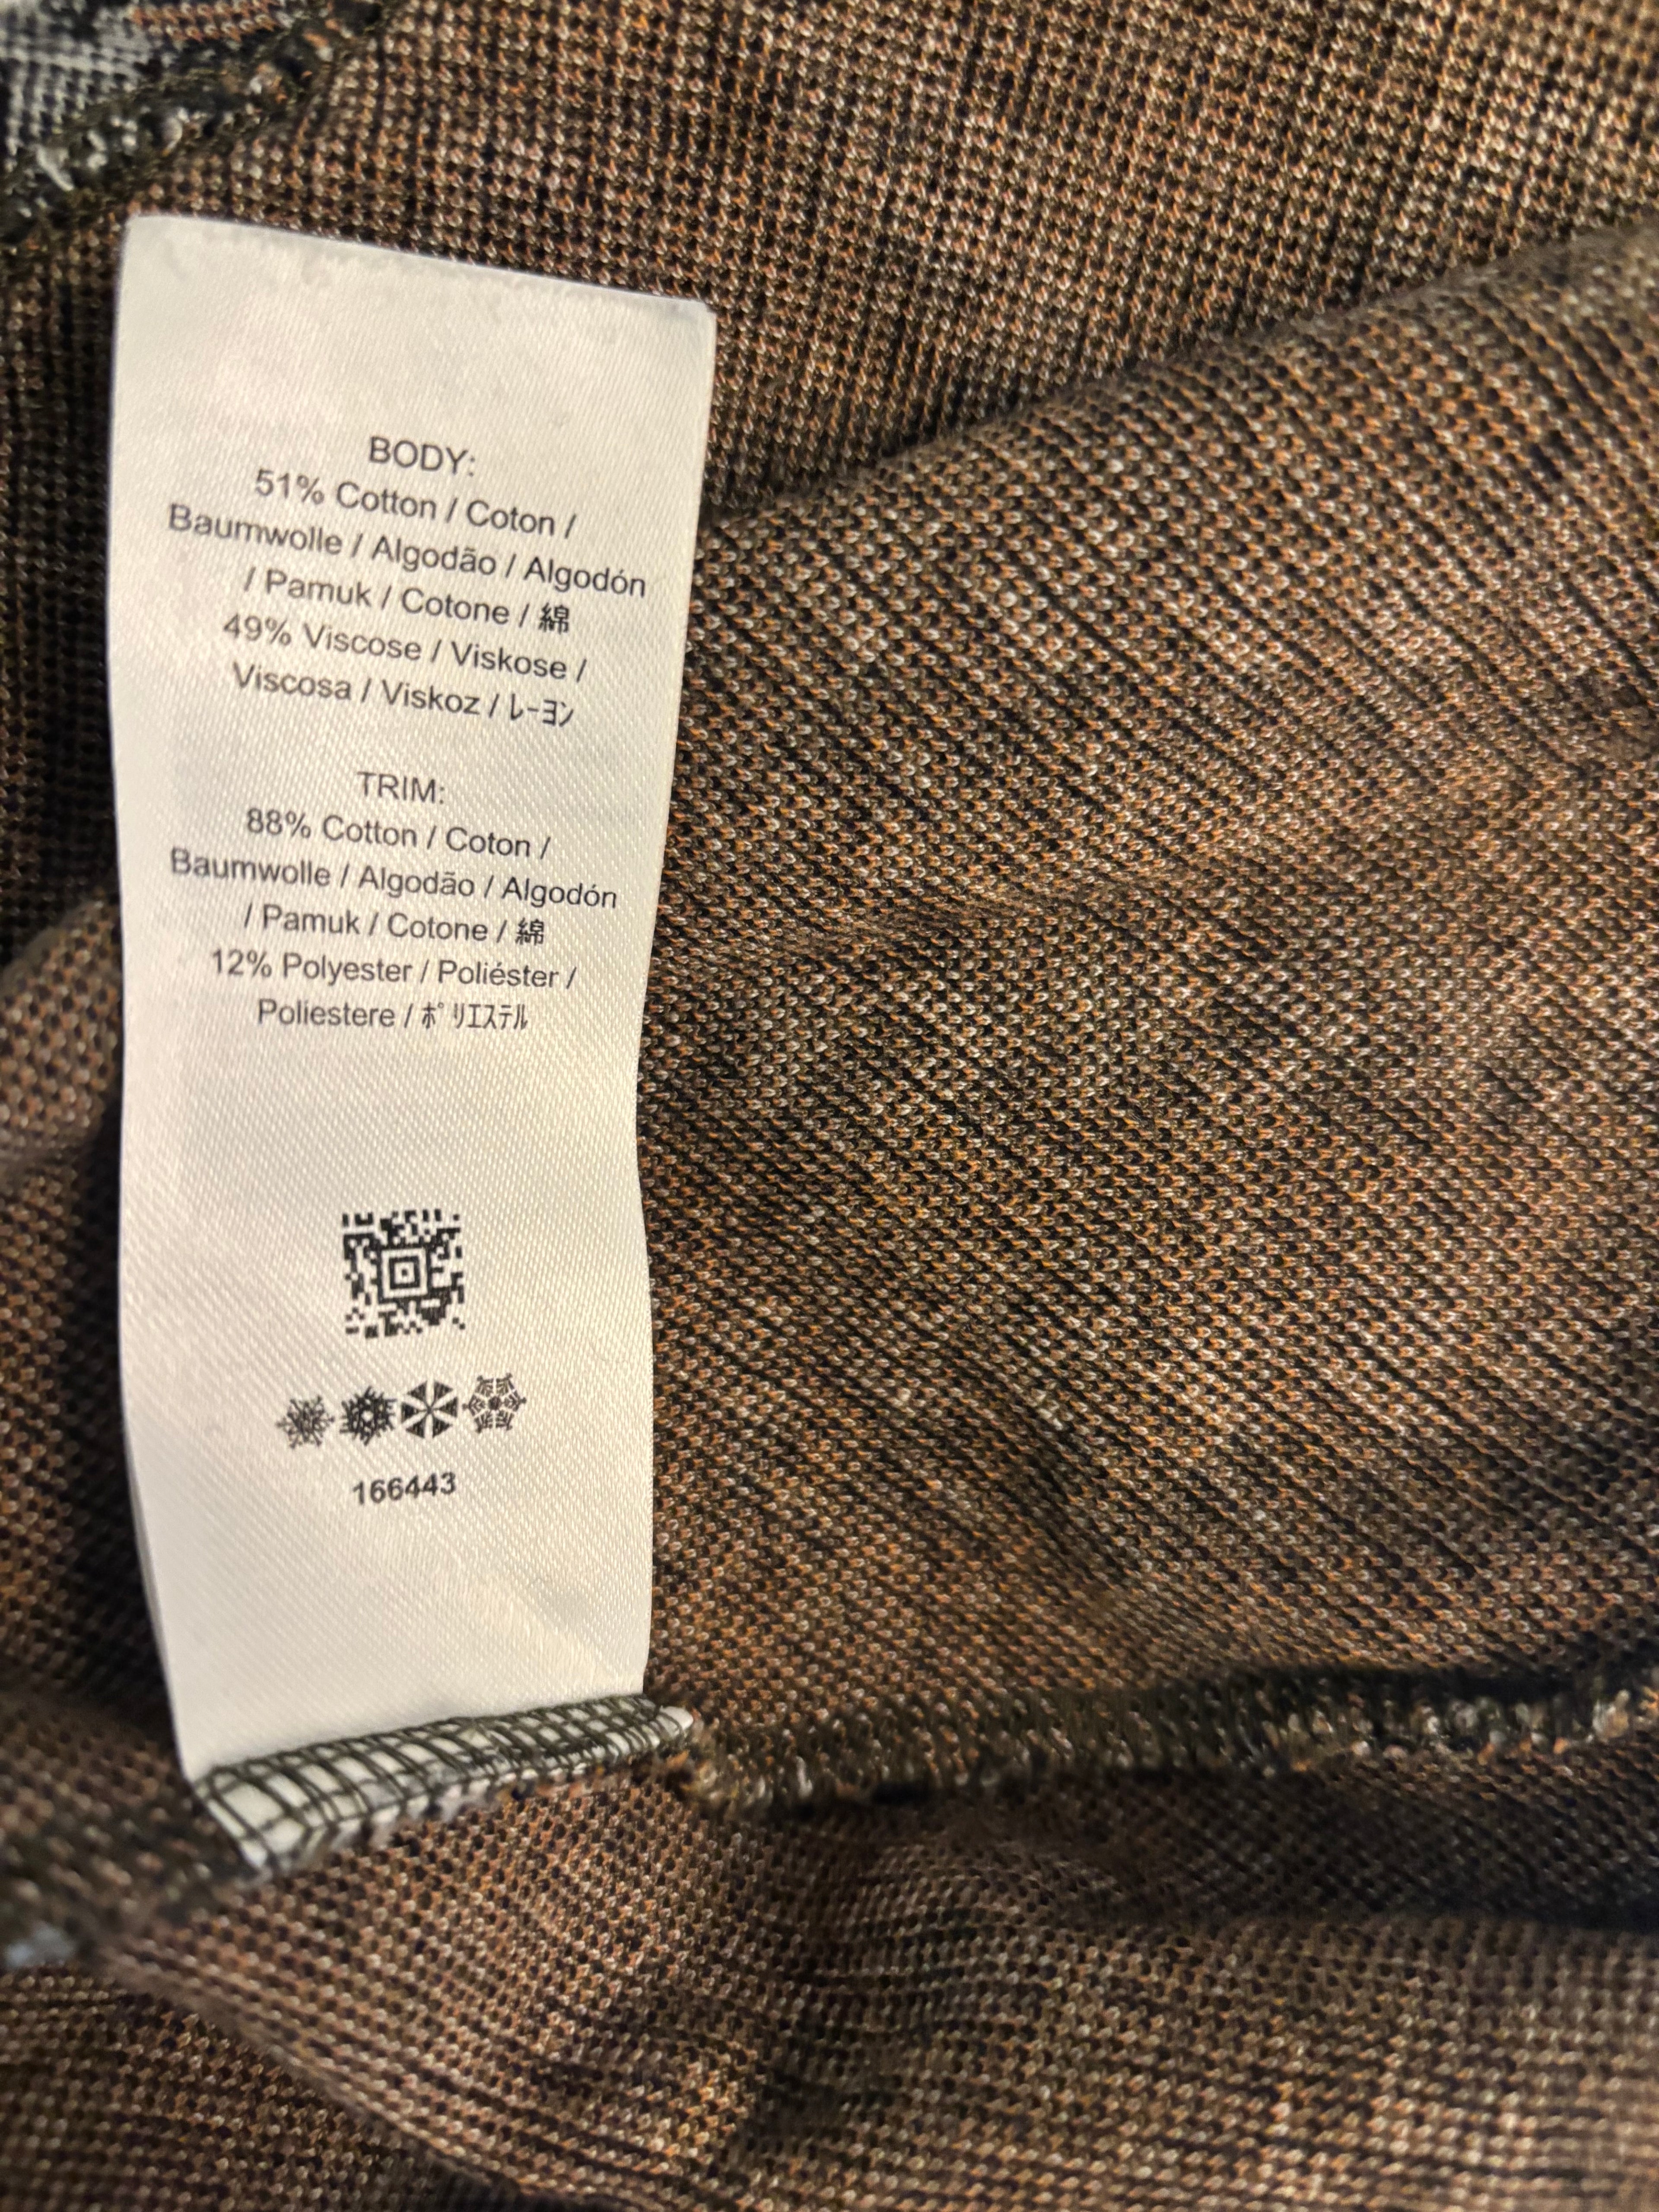 BODY:
51% Cotton / Coton /
Baumwolle / Algodão / Algodón
/ Pamuk / Cotone / 綿
49% Viscose / Viskose /
Viscosa / Viskoz / ﾚｰﾖﾝ
TRIM:
88% Cotton / Coton /
Baumwolle / Algodão / Algodón
/ Pamuk / Cotone / 綿
12% Polyester / Poliéster /
Poliestere / ﾎﾟﾘｴｽﾃﾙ
166443